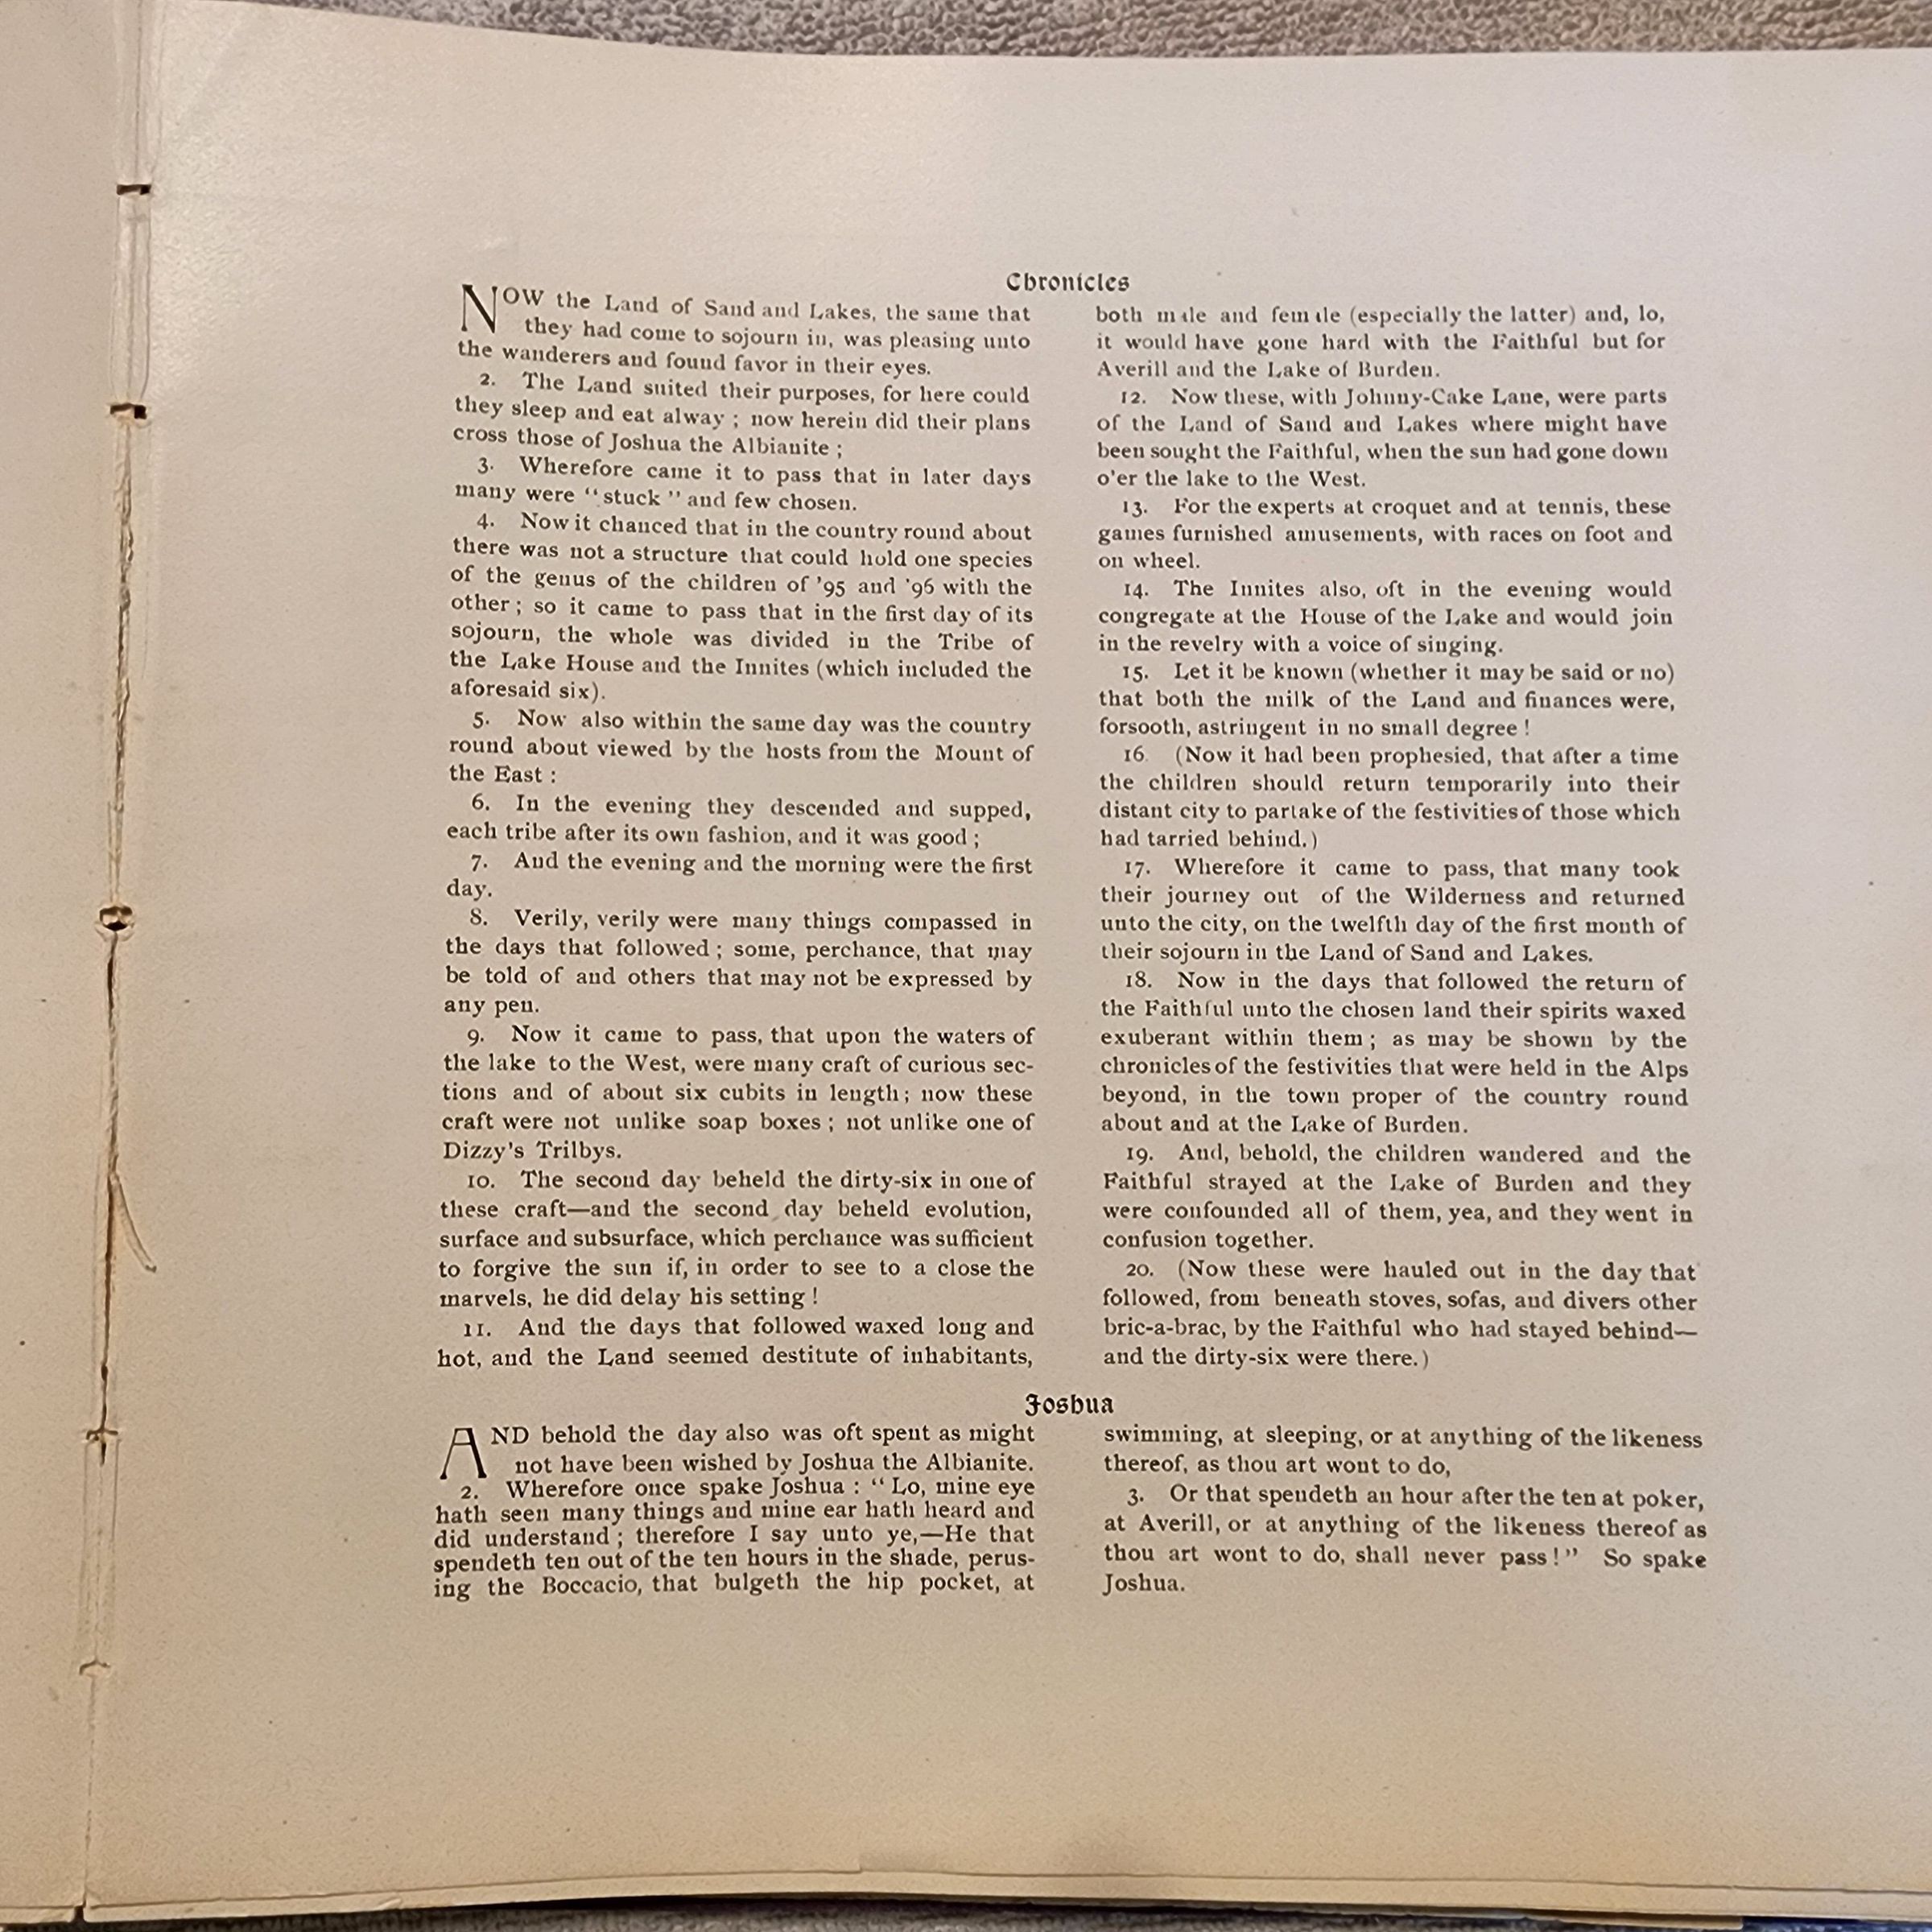 Chronicles
NOW the Land of Sand and Lakes, the same that
they had come to sojourn in, was pleasing unto
the wanderers and found favor in their eyes.
2. The Land suited their purposes, for here could
they sleep and eat alway ; now herein did their plans
cross those of Joshua the Albianite ;
3. Wherefore came it to pass that in later days
many were "stuck" and few chosen.
4. Now it chanced that in the country round about
there was not a structure that could hold one species
of the genus of the children of '95 and '96 with the
other ; so it came to pass that in the first day of its
sojourn, the whole was divided in the Tribe of
the Lake House and the Innites (which included the
aforesaid six).
5. Now also within the same day was the country
round about viewed by the hosts from the Mount of
the East :
6. In the evening they descended and supped,
each tribe after its own fashion, and it was good ;
7. And the evening and the morning were the first
day.
8. Verily, verily were many things compassed in
the days that followed ; some, perchance, that may
be told of and others that may not be expressed by
any pen.
9. Now it came to pass, that upon the waters of
the lake to the West, were many craft of curious sec-
tions and of about six cubits in length ; now these
craft were not unlike soap boxes ; not unlike one of
Dizzy's Trilbys.
10. The second day beheld the dirty-six in one of
these craft—and the second day beheld evolution,
surface and subsurface, which perchance was sufficient
to forgive the sun if, in order to see to a close the
marvels, he did delay his setting !
11. And the days that followed waxed long and
hot, and the Land seemed destitute of inhabitants,
both male and female (especially the latter) and, lo,
it would have gone hard with the Faithful but for
Averill and the Lake of Burden.
12. Now these, with Johnny-Cake Lane, were parts
of the Land of Sand and Lakes where might have
been sought the Faithful, when the sun had gone down
o'er the lake to the West.
13. For the experts at croquet and at tennis, these
games furnished amusements, with races on foot and
on wheel.
14. The Innites also, oft in the evening would
congregate at the House of the Lake and would join
in the revelry with a voice of singing.
15. Let it be known (whether it may be said or no)
that both the milk of the Land and finances were,
forsooth, astringent in no small degree !
16. (Now it had been prophesied, that after a time
the children should return temporarily into their
distant city to partake of the festivities of those which
had tarried behind.)
17. Wherefore it came to pass, that many took
their journey out of the Wilderness and returned
unto the city, on the twelfth day of the first month of
their sojourn in the Land of Sand and Lakes.
18. Now in the days that followed the return of
the Faithful unto the chosen land their spirits waxed
exuberant within them ; as may be shown by the
chronicles of the festivities that were held in the Alps
beyond, in the town proper of the country round
about and at the Lake of Burden.
19. And, behold, the children wandered and the
Faithful strayed at the Lake of Burden and they
were confounded all of them, yea, and they went in
confusion together.
20. (Now these were hauled out in the day that
followed, from beneath stoves, sofas, and divers other
bric-a-brac, by the Faithful who had stayed behind—
and the dirty-six were there.)
Joshua
AND behold the day also was oft spent as might
not have been wished by Joshua the Albianite.
2. Wherefore once spake Joshua : "Lo, mine eye
hath seen many things and mine ear hath heard and
did understand ; therefore I say unto ye,—He that
spendeth ten out of the ten hours in the shade, perus-
ing the Boccacio, that bulgeth the hip pocket, at
swimming, at sleeping, or at anything of the likeness
thereof, as thou art wont to do,
3. Or that spendeth an hour after the ten at poker,
at Averill, or at anything of the likeness thereof as
thou art wont to do, shall never pass !" So spake
Joshua.